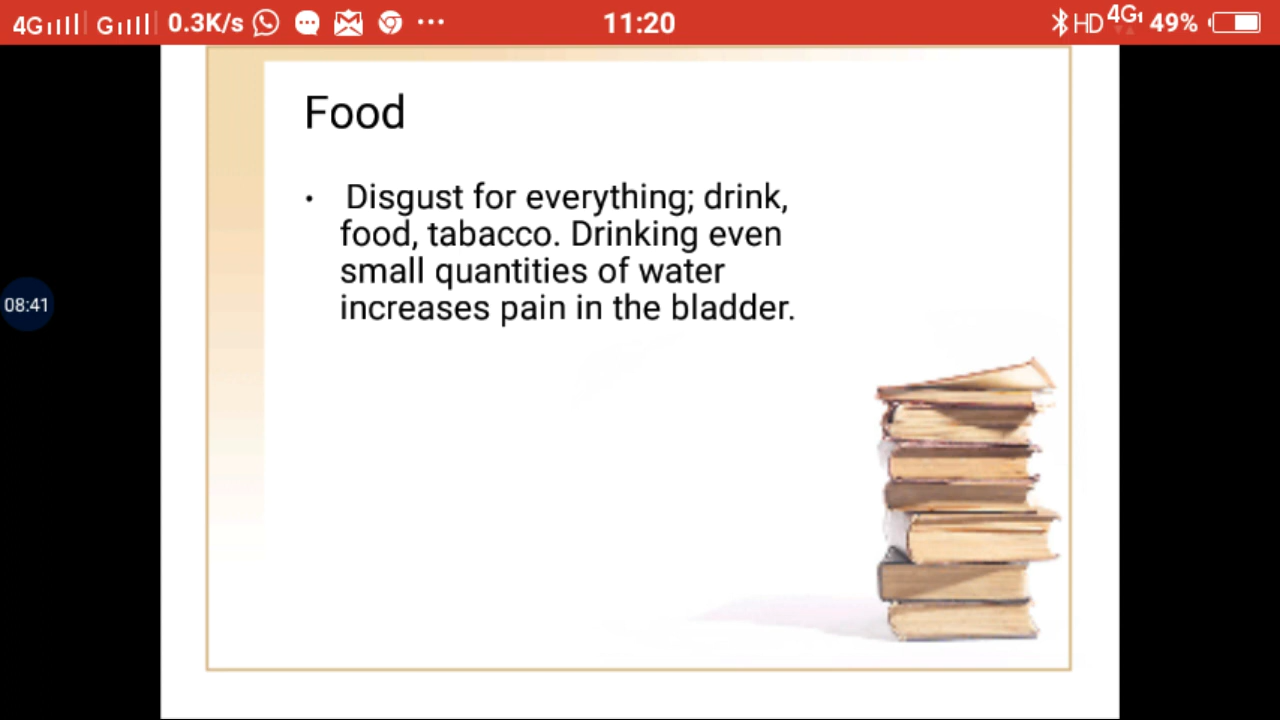 4G G 0.3K/s 11:20 HD 4G 49%
Food
• Disgust for everything; drink,
food, tabacco. Drinking even
small quantities of water
increases pain in the bladder.
08:41